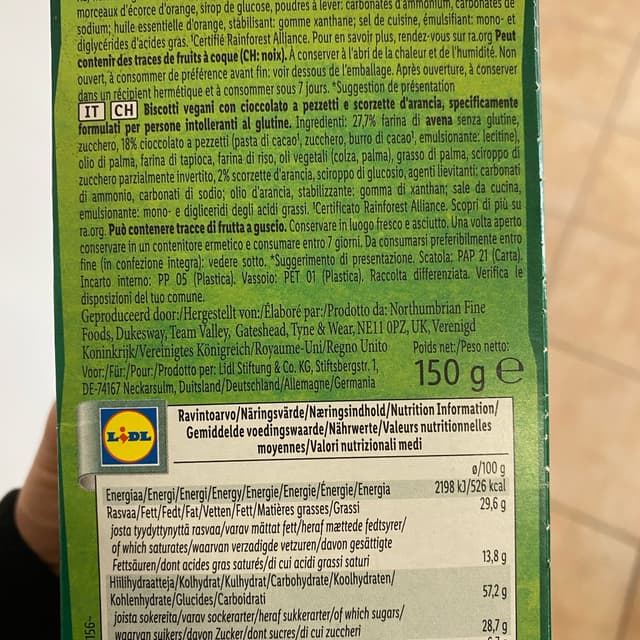 morceaux d'écorce d'orange, sirop de glucose, poudres à lever: carbonates d'ammonium, carbonates de
sodium; huile essentielle d'orange, stabilisant: gomme xanthane; sel de cuisine, émulsifiant: mono- et
diglycérides d'acides gras. ¹Certifié Rainforest Alliance. Pour en savoir plus, rendez-vous sur ra.org Peut
contenir des traces de fruits à coque (CH: noix). À conserver à l'abri de la chaleur et de l'humidité. Non
ouvert, à consommer de préférence avant fin: voir dessous de l'emballage. Après ouverture, à conserver
dans un récipient hermétique et à consommer sous 7 jours. *Suggestion de présentation
IT CH Biscotti vegani con cioccolato a pezzetti e scorzette d'arancia, specificamente
formulati per persone intolleranti al glutine. Ingredienti: 27,7% farina di avena senza glutine,
zucchero, 18% cioccolato a pezzetti (pasta di cacao¹, zucchero, burro di cacao¹, emulsionante: lecitine),
olio di palma, farina di tapioca, farina di riso, oli vegetali (colza, palma), grasso di palma, sciroppo di
zucchero parzialmente invertito, 2% scorzette d'arancia, sciroppo di glucosio, agenti lievitanti: carbonati
di ammonio, carbonati di sodio; olio d'arancia, stabilizzante: gomma di xanthan; sale da cucina,
emulsionante: mono- e digliceridi degli acidi grassi. ¹Certificato Rainforest Alliance. Scopri di più su
ra.org. Può contenere tracce di frutta a guscio. Conservare in luogo fresco e asciutto. Una volta aperto
conservare in un contenitore ermetico e consumare entro 7 giorni. Da consumarsi preferibilmente entro
fine (in confezione integra): vedere sotto. *Suggerimento di presentazione. Scatola: PAP 21 (Carta).
Incarto interno: PP 05 (Plastica). Vassoio: PET 01 (Plastica). Raccolta differenziata. Verifica le
disposizioni del tuo comune.
Geproduceerd door:/Hergestellt von:/Élaboré par:/Prodotto da: Northumbrian Fine
Foods, Dukesway, Team Valley, Gateshead, Tyne & Wear, NE11 0PZ, UK, Verenigd
Koninkrijk/Vereinigtes Königreich/Royaume-Uni/Regno Unito
Voor:/Für:/Pour:/Prodotto per: Lidl Stiftung & Co. KG, Stiftsbergstr. 1,
DE-74167 Neckarsulm, Duitsland/Deutschland/Allemagne/Germania
Poids net:/Peso netto:
150 g e
LIDL
Ravintoarvo/Näringsvärde/Næringsindhold/Nutrition Information/
Gemiddelde voedingswaarde/Nährwerte/Valeurs nutritionnelles
moyennes/Valori nutrizionali medi
ø/100 g
Energiaa/Energi/Energi/Energy/Energie/Energie/Énergie/Energia 2198 kJ/526 kcal
Rasvaa/Fett/Fedt/Fat/Vetten/Fett/Matières grasses/Grassi 29,6 g
josta tyydyttynyttä rasvaa/varav mättat fett/heraf mættede fedtsyrer/
of which saturates/waarvan verzadigde vetzuren/davon gesättigte
Fettsäuren/dont acides gras saturés/di cui acidi grassi saturi 13,8 g
Hiilihydraatteja/Kolhydrat/Kulhydrat/Carbohydrate/Koolhydraten/
Kohlenhydrate/Glucides/Carboidrati 57,2 g
joista sokereita/varav sockerarter/heraf sukkerarter/of which sugars/
waarvan suikers/davon Zucker/dont sucres/di cui zuccheri 28,7 g
156-